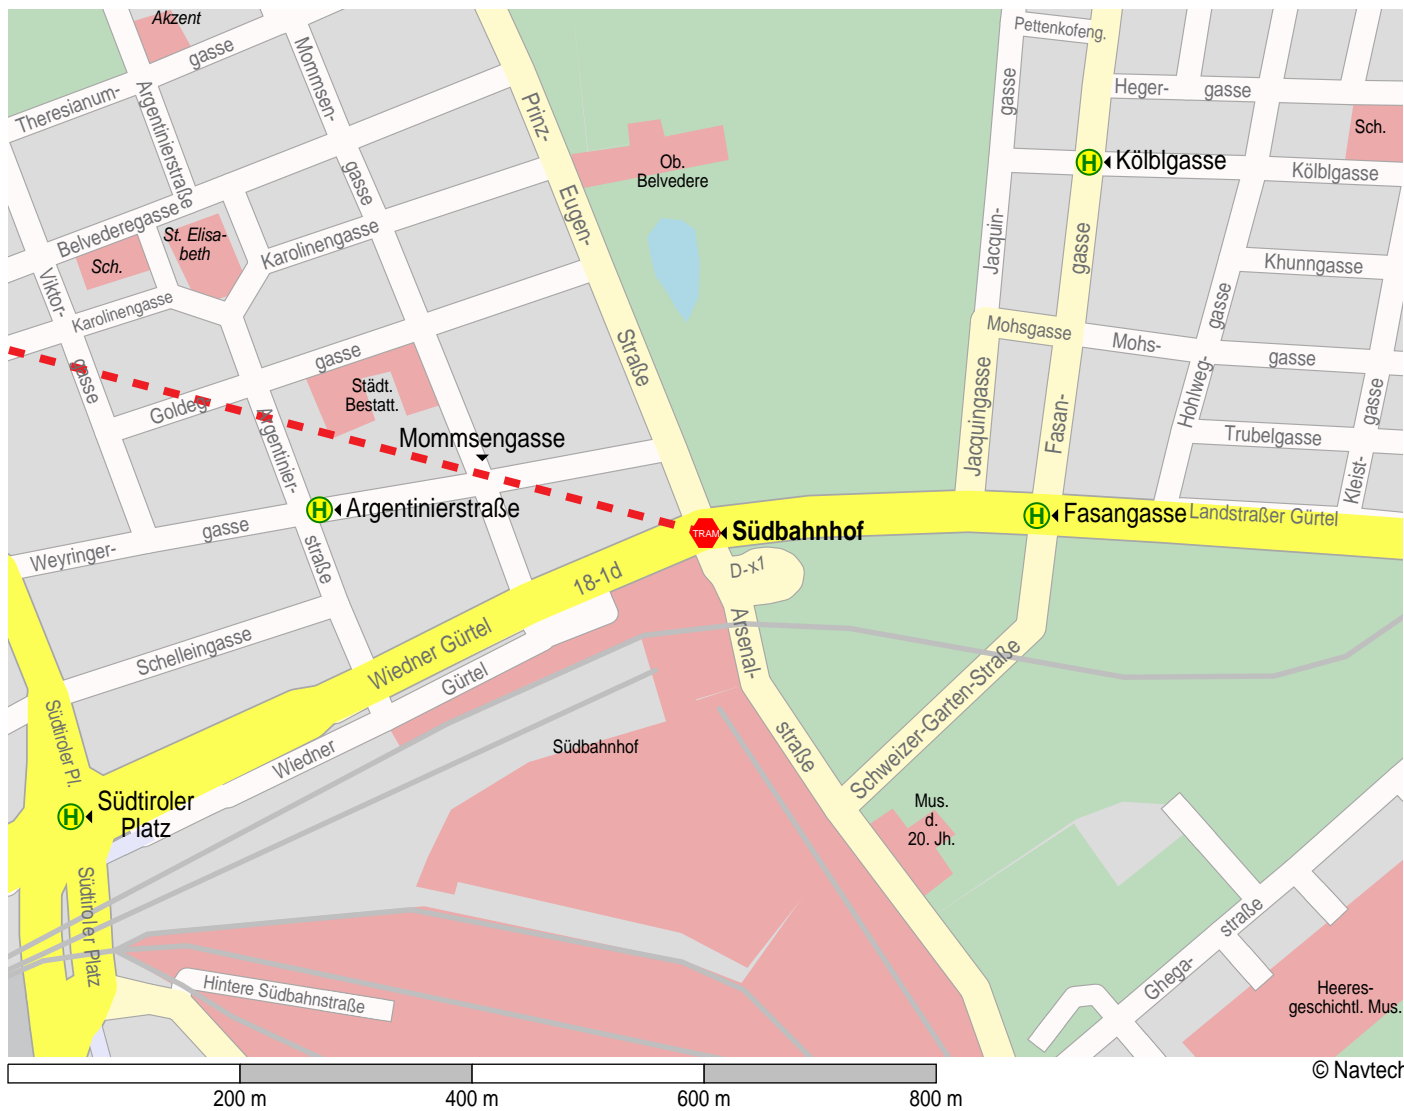 Akzent
Theresianum-
gasse
Mommsen-
gasse
Argentinierstraße
Prinz-
Eugen-
Straße
Pettenkofeng.
Heger-
gasse
Sch.
Ob.
Belvedere
gasse
Jacquin-
Kölblgasse
Kölblgasse
Belvederegasse
St. Elisa-
beth
Sch.
Karolinengasse
Karolinengasse
Viktor-
gasse
gasse
Fasan-
Khunngasse
Mohsgasse
Mohs-
gasse
Hohlweg-
gasse
Goldegg-
gasse
Städt.
Bestatt.
Jacquingasse
Trubelgasse
Kleist-
gasse
Mommsengasse
Argentinier-
straße
Argentinierstraße
Weyringer-
gasse
TRAM
Südbahnhof
Fasangasse
Landstraßer Gürtel
18-1d
D-x1
Schelleingasse
Wiedner Gürtel
Wiedner
Gürtel
Arsenal-
straße
Schweizer-Garten-Straße
Südtiroler Pl.
Südbahnhof
H
H
H
H
Südtiroler
Platz
Mus.
d.
20. Jh.
Südtiroler Platz
Hintere Südbahnstraße
Ghega-
straße
Heeres-
geschichtl. Mus.
© Navtech
200 m
400 m
600 m
800 m